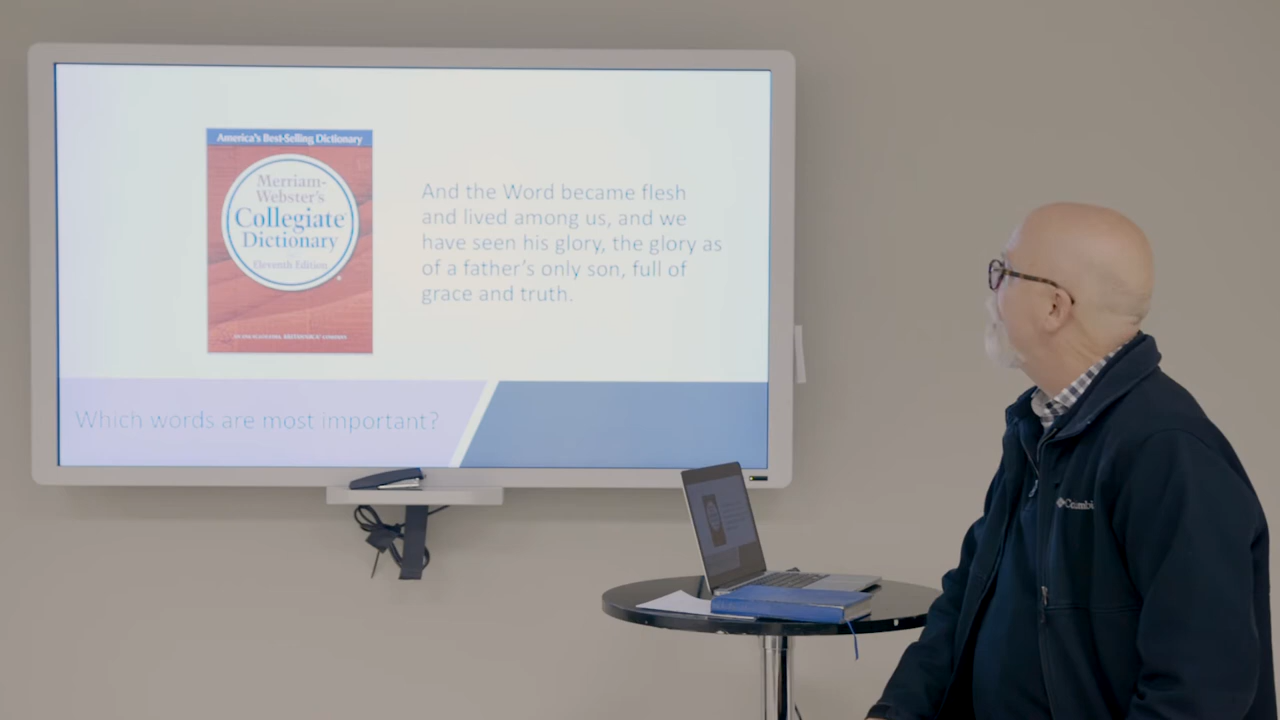 America's Best-Selling Dictionary
Merriam-
Webster's
Collegiate
Dictionary
Eleventh Edition
And the Word became flesh
and lived among us, and we
have seen his glory, the glory as
of a father's only son, full of
grace and truth.
Which words are most important?
Columbia